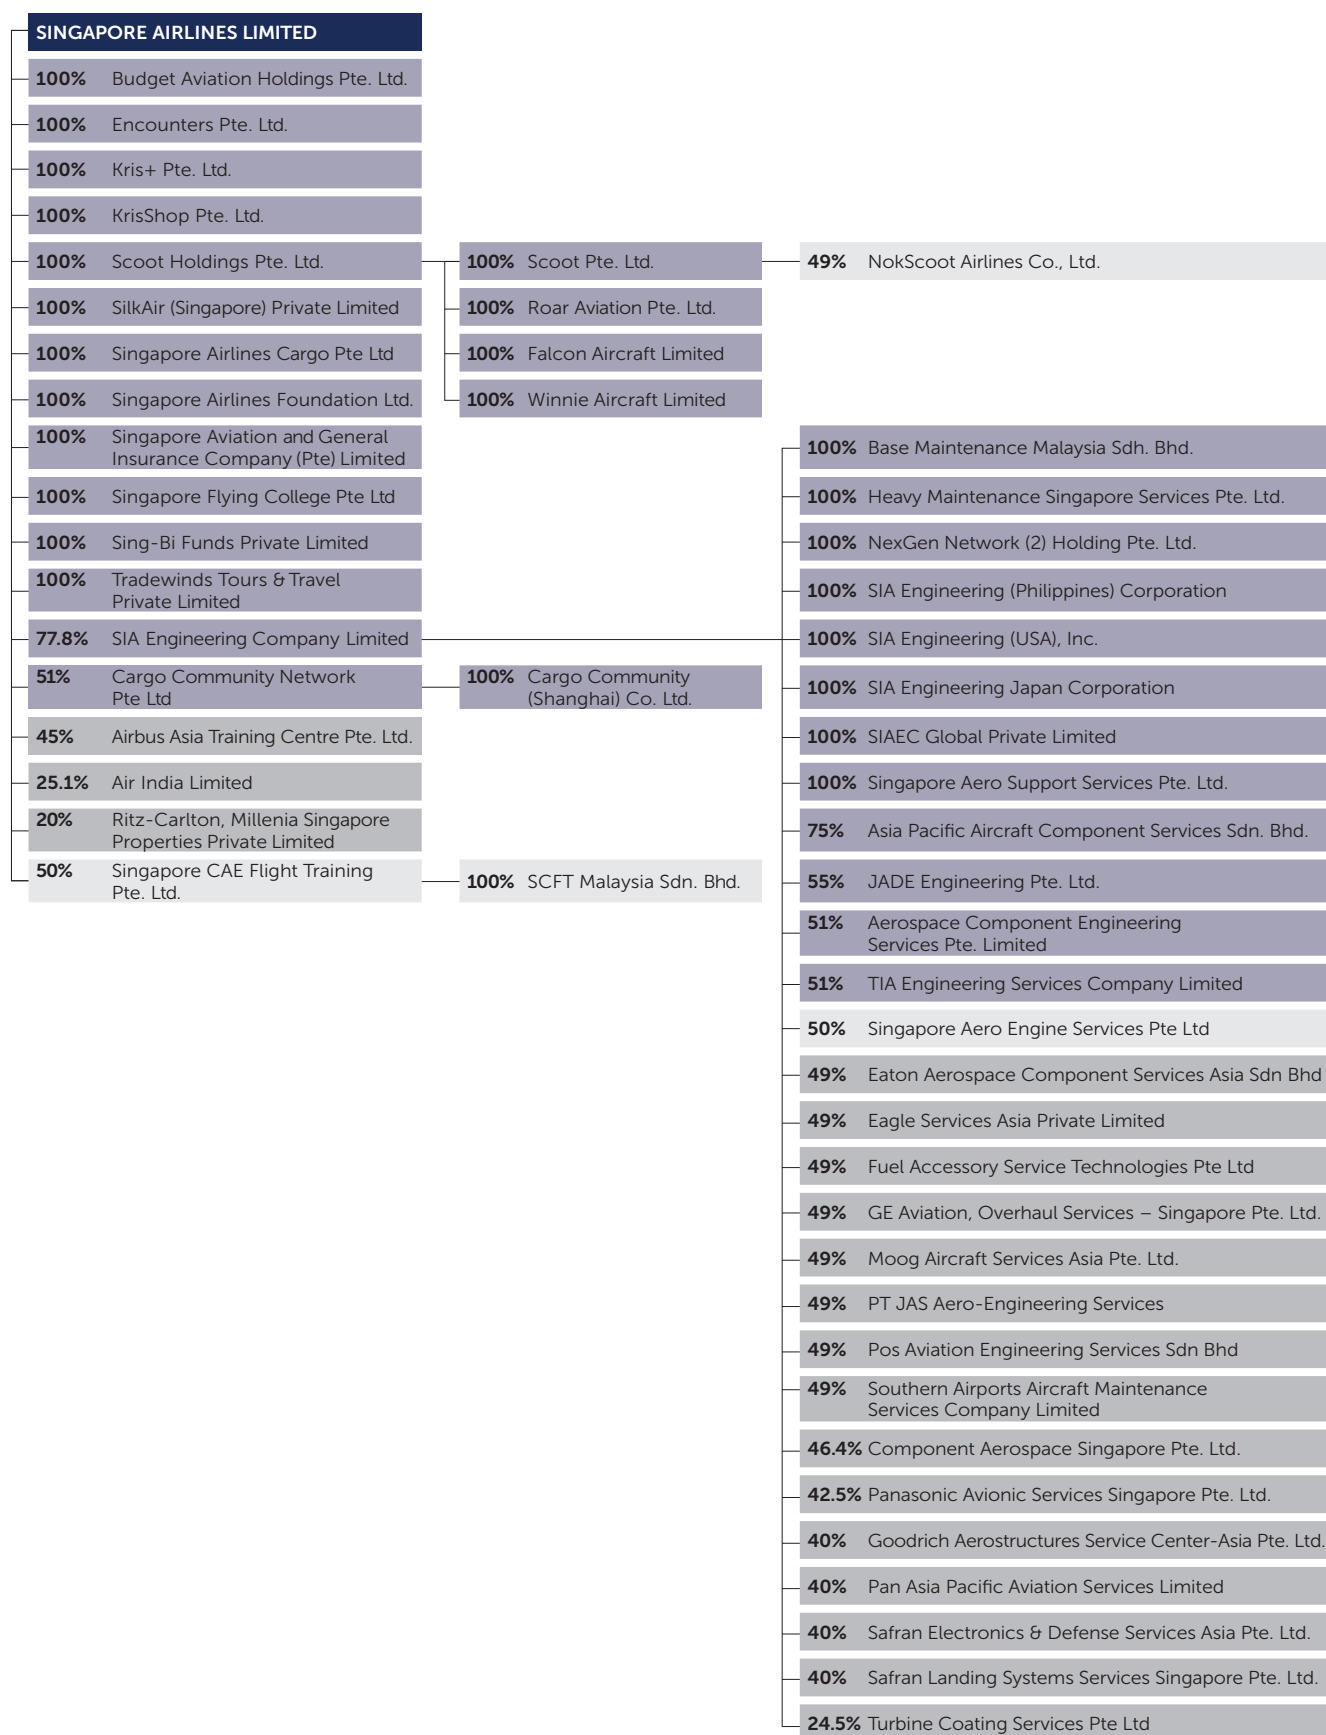 SINGAPORE AIRLINES LIMITED
100% Budget Aviation Holdings Pte. Ltd.
100% Encounters Pte. Ltd.
100% Kris+ Pte. Ltd.
100% KrisShop Pte. Ltd.
100% Scoot Holdings Pte. Ltd.
100% SilkAir (Singapore) Private Limited
100% Singapore Airlines Cargo Pte Ltd
100% Singapore Airlines Foundation Ltd.
100% Singapore Aviation and General
Insurance Company (Pte) Limited
100% Singapore Flying College Pte Ltd
100% Sing-Bi Funds Private Limited
100% Tradewinds Tours & Travel
Private Limited
77.8% SIA Engineering Company Limited
51% Cargo Community Network
Pte Ltd
45% Airbus Asia Training Centre Pte. Ltd.
25.1% Air India Limited
20% Ritz-Carlton, Millenia Singapore
Properties Private Limited
50% Singapore CAE Flight Training
Pte. Ltd.
100% Scoot Pte. Ltd.
100% Roar Aviation Pte. Ltd.
100% Falcon Aircraft Limited
100% Winnie Aircraft Limited
100% Cargo Community
(Shanghai) Co. Ltd.
100% SCFT Malaysia Sdn. Bhd.
49% NokScoot Airlines Co., Ltd.
100% Base Maintenance Malaysia Sdh. Bhd.
100% Heavy Maintenance Singapore Services Pte. Ltd.
100% NexGen Network (2) Holding Pte. Ltd.
100% SIA Engineering (Philippines) Corporation
100% SIA Engineering (USA), Inc.
100% SIA Engineering Japan Corporation
100% SIAEC Global Private Limited
100% Singapore Aero Support Services Pte. Ltd.
75% Asia Pacific Aircraft Component Services Sdn. Bhd.
55% JADE Engineering Pte. Ltd.
51% Aerospace Component Engineering
Services Pte. Limited
51% TIA Engineering Services Company Limited
50% Singapore Aero Engine Services Pte Ltd
49% Eaton Aerospace Component Services Asia Sdn Bhd
49% Eagle Services Asia Private Limited
49% Fuel Accessory Service Technologies Pte Ltd
49% GE Aviation, Overhaul Services – Singapore Pte. Ltd.
49% Moog Aircraft Services Asia Pte. Ltd.
49% PT JAS Aero-Engineering Services
49% Pos Aviation Engineering Services Sdn Bhd
49% Southern Airports Aircraft Maintenance
Services Company Limited
46.4% Component Aerospace Singapore Pte. Ltd.
42.5% Panasonic Avionic Services Singapore Pte. Ltd.
40% Goodrich Aerostructures Service Center-Asia Pte. Ltd.
40% Pan Asia Pacific Aviation Services Limited
40% Safran Electronics & Defense Services Asia Pte. Ltd.
40% Safran Landing Systems Services Singapore Pte. Ltd.
24.5% Turbine Coating Services Pte Ltd